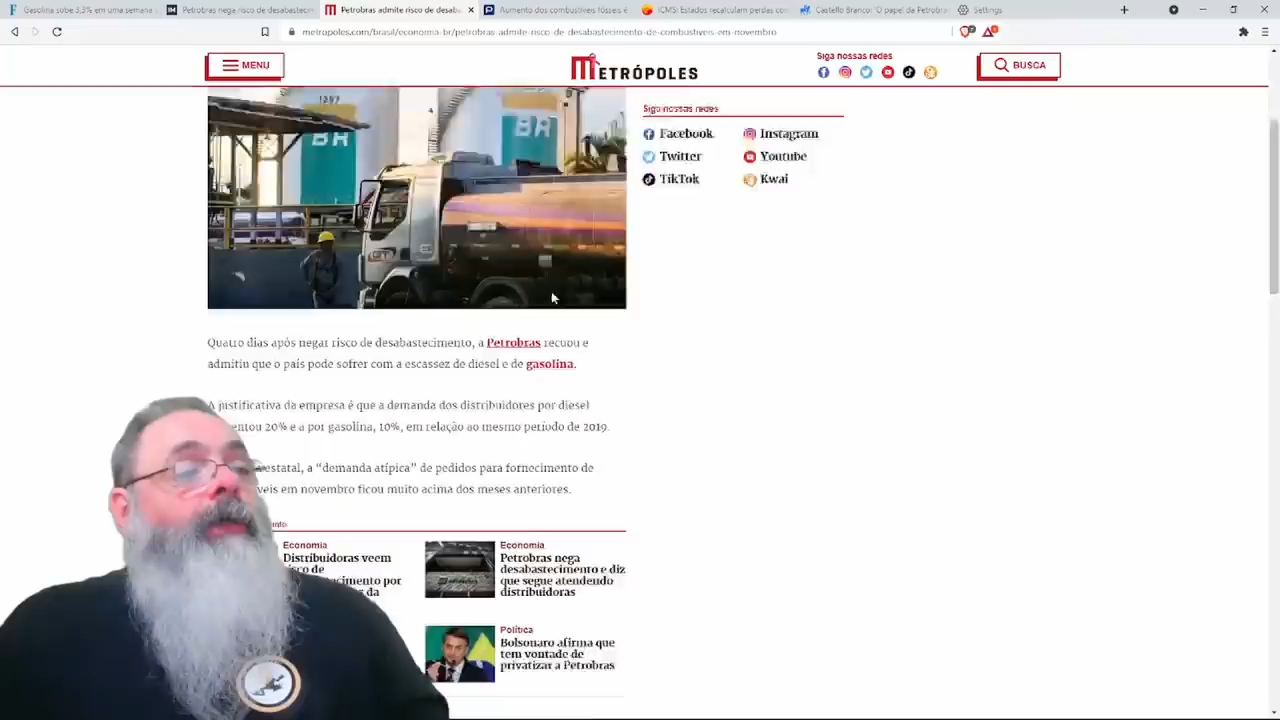 Gasolina sobe 3,3% em uma semana
Petrobras nega risco de desabastecim
Petrobras admite risco de desaba
Aumento dos combustíveis fósseis é
ICMS: Estados recalculam perdas com
Castello Branco: 'O papel da Petrobra
Settings
metropoles.com/brasil/economia-br/petrobras-admite-risco-de-desabastecimento-de-combustiveis-em-novembro
MENU
METRÓPOLES
Siga nossas redes
BUSCA
BR
BR
Siga nossas redes
Facebook
Instagram
Twitter
Youtube
TikTok
Kwai
Quatro dias após negar risco de desabastecimento, a Petrobras recuou e
admitiu que o país pode sofrer com a escassez de diesel e de gasolina.
A justificativa da empresa é que a demanda dos distribuidores por diesel
entou 20% e a por gasolina, 10%, em relação ao mesmo período de 2019.
estatal, a “demanda atípica” de pedidos para fornecimento de
veis em novembro ficou muito acima dos meses anteriores.
Economia
Distribuidoras veem
risco de
ecimento por
da
Economia
Petrobras nega
desabastecimento e diz
que segue atendendo
distribuidoras
Política
Bolsonaro afirma que
tem vontade de
privatizar a Petrobras